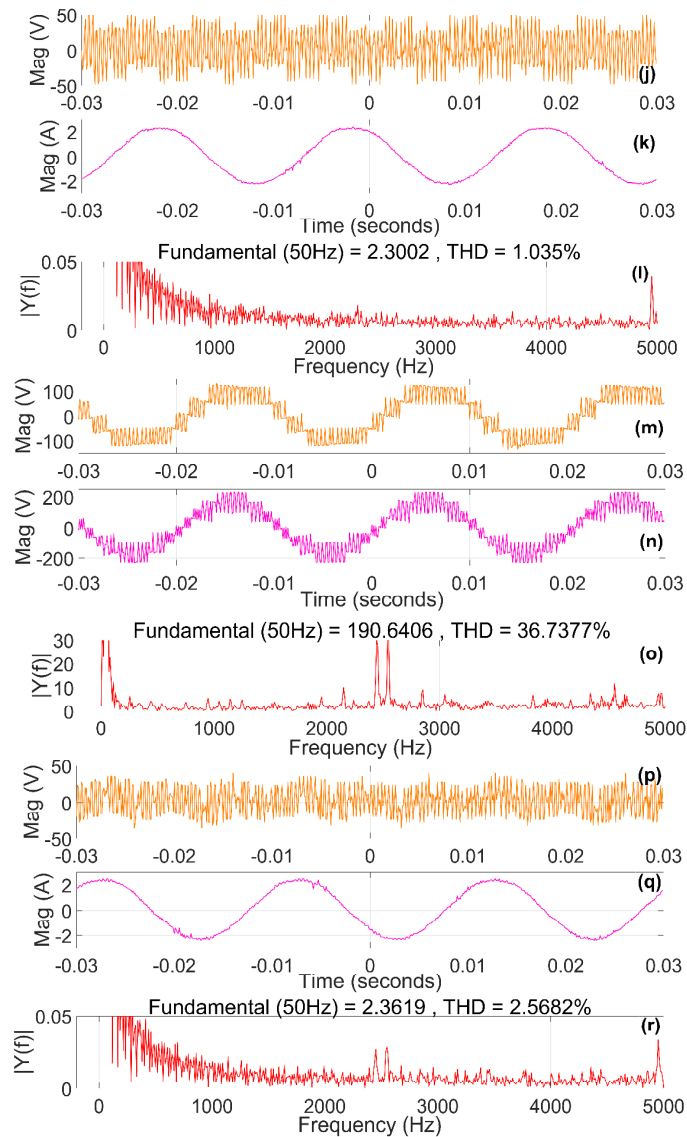 50
Mag (V)
0
(j)
-50
-0.03 -0.02 -0.01 0 0.01 0.02 0.03
2
Mag (A)
0
(k)
-2
-0.03 -0.02 -0.01 0 0.01 0.02 0.03
Time (seconds)
Fundamental (50Hz) = 2.3002 , THD = 1.035%
0.05
|Y(f)|
(l)
0
0 1000 2000 3000 4000 5000
Frequency (Hz)
100
Mag (V)
0
(m)
-100
-0.03 -0.02 -0.01 0 0.01 0.02 0.03
200
Mag (V)
0
(n)
-200
-0.03 -0.02 -0.01 0 0.01 0.02 0.03
Time (seconds)
Fundamental (50Hz) = 190.6406 , THD = 36.7377%
30
|Y(f)|
20
(o)
10
0
0 1000 2000 3000 4000 5000
Frequency (Hz)
50
(p)
Mag (V)
0
-50
-0.03 -0.02 -0.01 0 0.01 0.02 0.03
2
(q)
Mag (A)
0
-2
-0.03 -0.02 -0.01 0 0.01 0.02 0.03
Time (seconds)
Fundamental (50Hz) = 2.3619 , THD = 2.5682%
0.05
(r)
|Y(f)|
0
0 1000 2000 3000 4000 5000
Frequency (Hz)